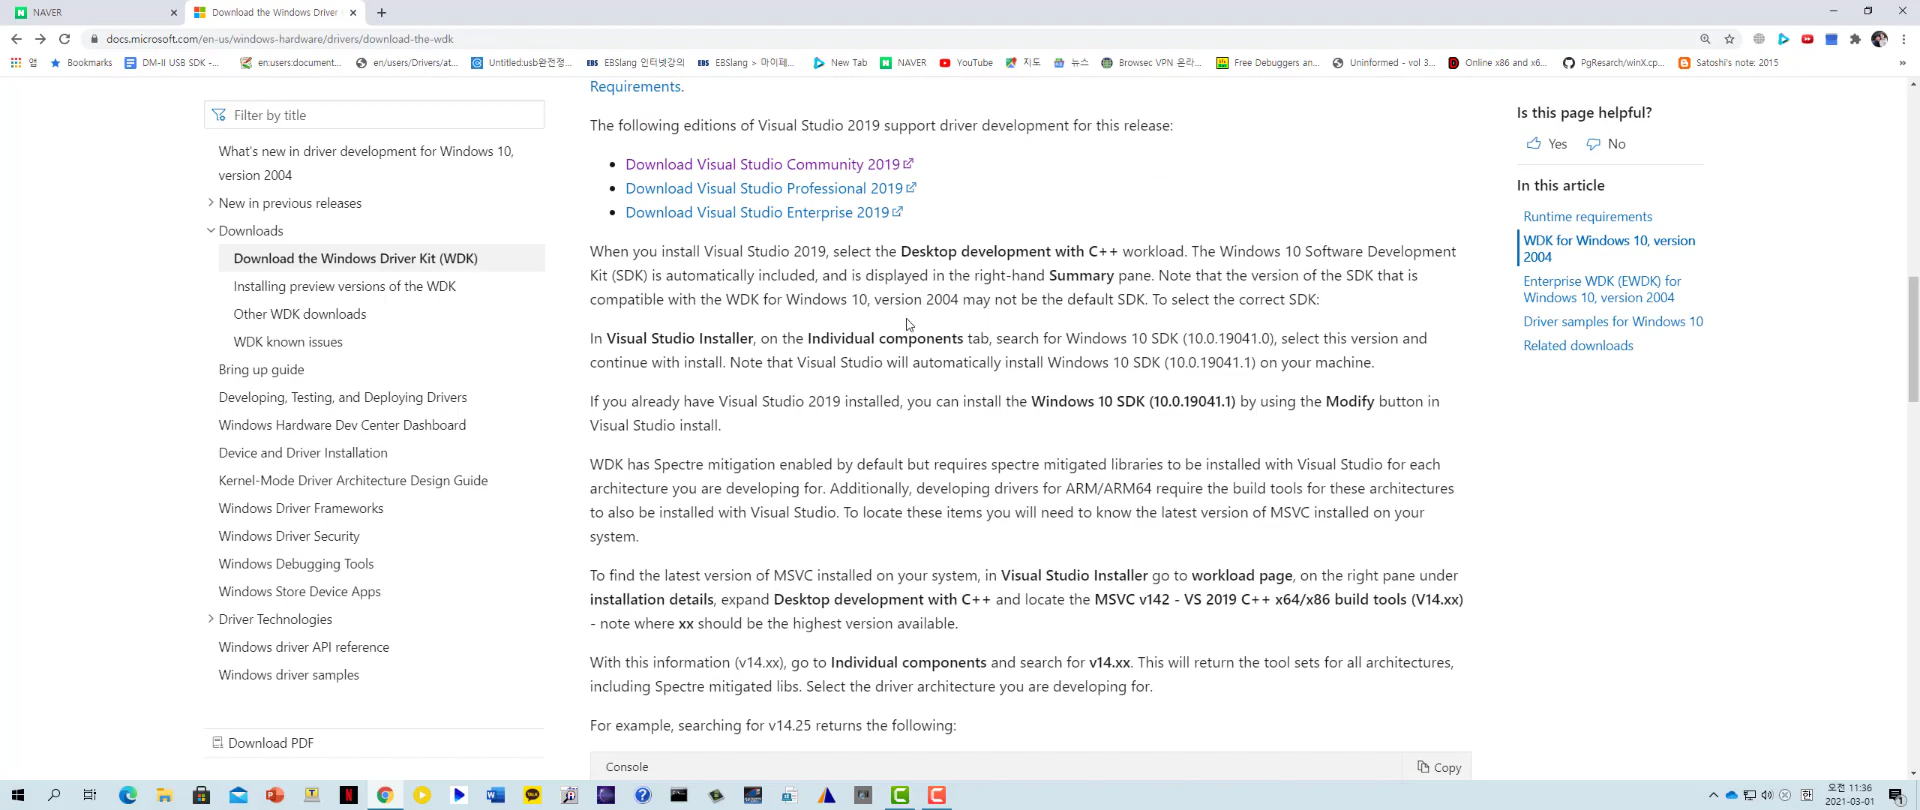 NAVER
Download the Windows Driver
docs.microsoft.com/en-us/windows-hardware/drivers/download-the-wdk
앱
Bookmarks
DM-II USB SDK -...
en:users:document...
en/users/Drivers/at...
Untitled:usb완전정...
EBS EBSlang 인터넷강의
EBS EBSlang > 마이페...
New Tab
NAVER
YouTube
지도
뉴스
Browsec VPN 온라...
Free Debuggers an...
Uninformed - vol 3...
Online x86 and x6...
PgResarch/winX.cp...
Satoshi's note: 2015
Filter by title
What's new in driver development for Windows 10,
version 2004
New in previous releases
Downloads
Download the Windows Driver Kit (WDK)
Installing preview versions of the WDK
Other WDK downloads
WDK known issues
Bring up guide
Developing, Testing, and Deploying Drivers
Windows Hardware Dev Center Dashboard
Device and Driver Installation
Kernel-Mode Driver Architecture Design Guide
Windows Driver Frameworks
Windows Driver Security
Windows Debugging Tools
Windows Store Device Apps
Driver Technologies
Windows driver API reference
Windows driver samples
Download PDF
Requirements.
The following editions of Visual Studio 2019 support driver development for this release:
Download Visual Studio Community 2019
Download Visual Studio Professional 2019
Download Visual Studio Enterprise 2019
When you install Visual Studio 2019, select the Desktop development with C++ workload. The Windows 10 Software Development
Kit (SDK) is automatically included, and is displayed in the right-hand Summary pane. Note that the version of the SDK that is
compatible with the WDK for Windows 10, version 2004 may not be the default SDK. To select the correct SDK:
In Visual Studio Installer, on the Individual components tab, search for Windows 10 SDK (10.0.19041.0), select this version and
continue with install. Note that Visual Studio will automatically install Windows 10 SDK (10.0.19041.1) on your machine.
If you already have Visual Studio 2019 installed, you can install the Windows 10 SDK (10.0.19041.1) by using the Modify button in
Visual Studio install.
WDK has Spectre mitigation enabled by default but requires spectre mitigated libraries to be installed with Visual Studio for each
architecture you are developing for. Additionally, developing drivers for ARM/ARM64 require the build tools for these architectures
to also be installed with Visual Studio. To locate these items you will need to know the latest version of MSVC installed on your
system.
To find the latest version of MSVC installed on your system, in Visual Studio Installer go to workload page, on the right pane under
installation details, expand Desktop development with C++ and locate the MSVC v142 - VS 2019 C++ x64/x86 build tools (V14.xx)
- note where xx should be the highest version available.
With this information (v14.xx), go to Individual components and search for v14.xx. This will return the tool sets for all architectures,
including Spectre mitigated libs. Select the driver architecture you are developing for.
For example, searching for v14.25 returns the following:
Console
Copy
Is this page helpful?
Yes
No
In this article
Runtime requirements
WDK for Windows 10, version
2004
Enterprise WDK (EWDK) for
Windows 10, version 2004
Driver samples for Windows 10
Related downloads
한
오전 11:36
2021-03-01